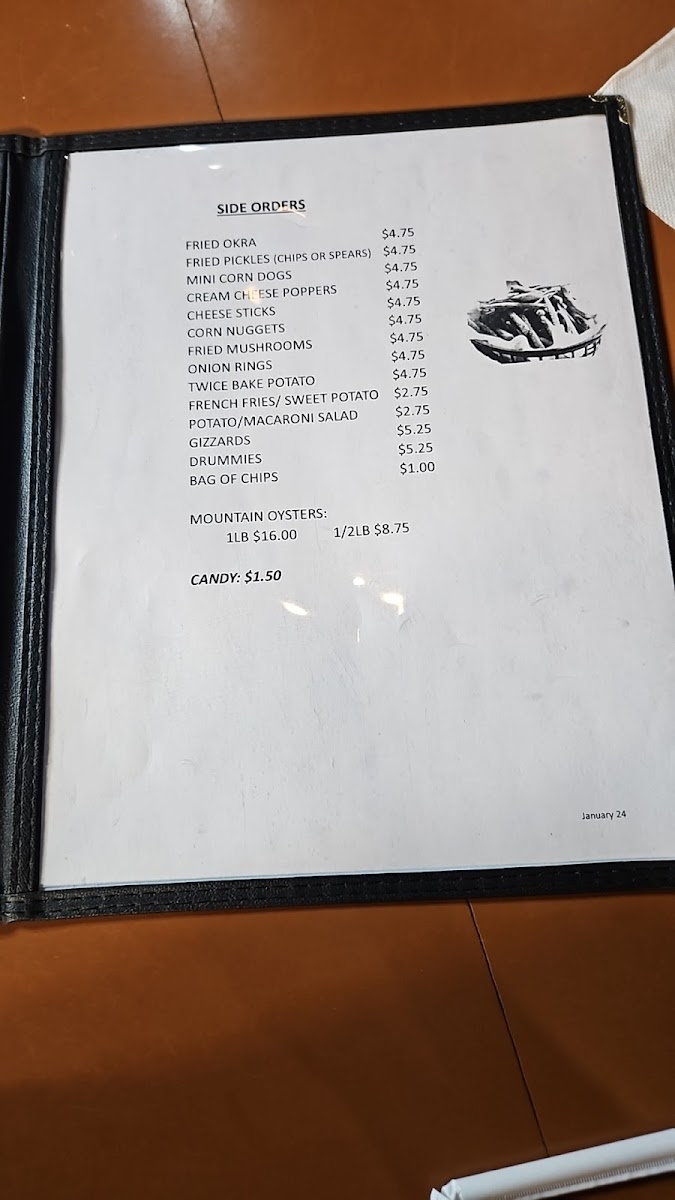 SIDE ORDERS
FRIED OKRA $4.75
FRIED PICKLES (CHIPS OR SPEARS) $4.75
MINI CORN DOGS $4.75
CREAM CHEESE POPPERS $4.75
CHEESE STICKS $4.75
CORN NUGGETS $4.75
FRIED MUSHROOMS $4.75
ONION RINGS $4.75
TWICE BAKE POTATO $4.75
FRENCH FRIES/ SWEET POTATO $2.75
POTATO/MACARONI SALAD $2.75
GIZZARDS $5.25
DRUMMIES $5.25
BAG OF CHIPS $1.00
MOUNTAIN OYSTERS:
1LB $16.00 1/2LB $8.75
CANDY: $1.50
January 24